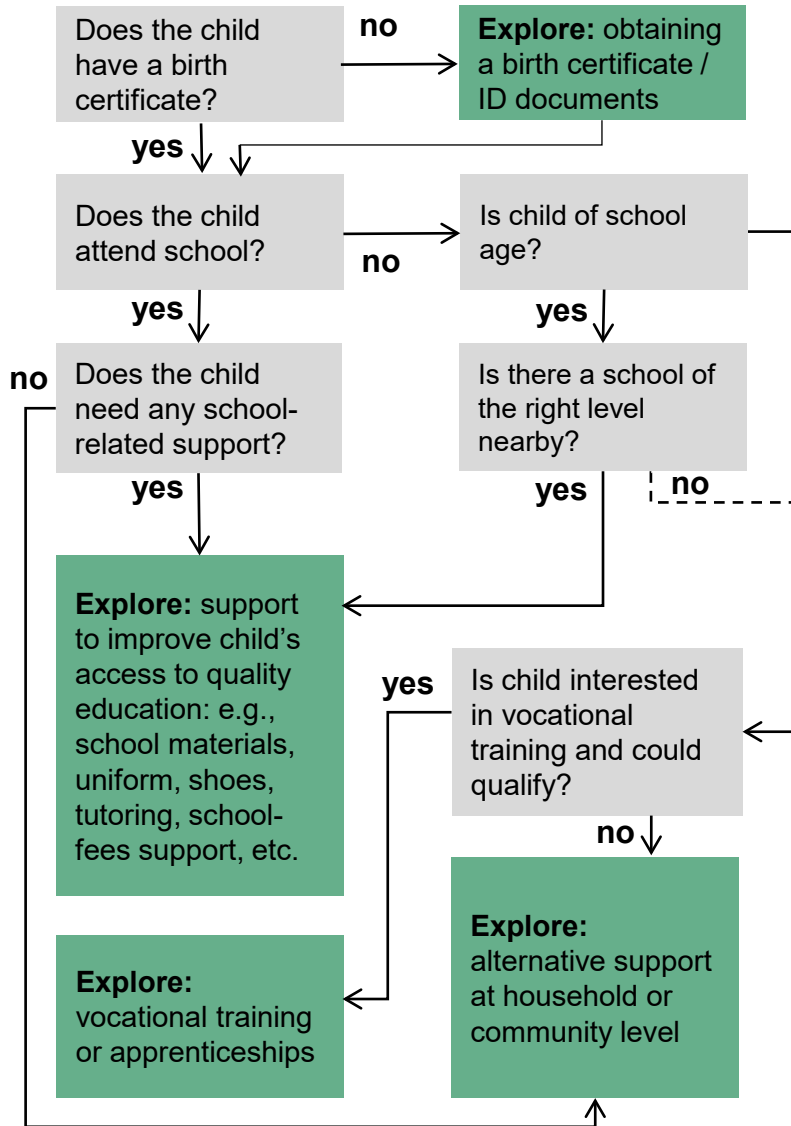 Does the child
have a birth
certificate?
no
Explore: obtaining
a birth certificate /
ID documents
yes
Does the child
attend school?
no
Is child of school
age?
yes
yes
no
Does the child
need any school-
related support?
Is there a school of
the right level
nearby?
yes
yes
no
Explore: support
to improve child’s
access to quality
education: e.g.,
school materials,
uniform, shoes,
tutoring, school-
fees support, etc.
yes
Is child interested
in vocational
training and could
qualify?
no
Explore:
vocational training
or apprenticeships
Explore:
alternative support
at household or
community level